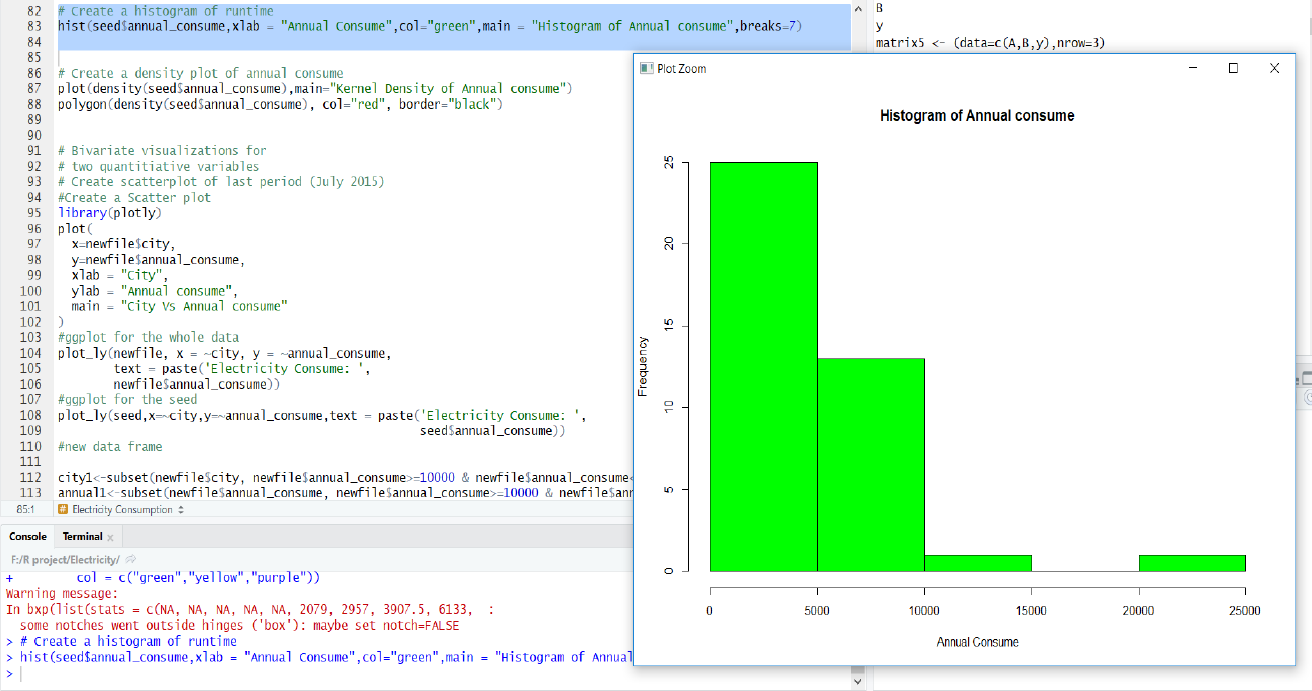 82 # Create a histogram of runtime
83 hist(seed$annual_consume,xlab = "Annual Consume",col="green",main = "Histogram of Annual consume",breaks=7)
84
85
86 # Create a density plot of annual consume
87 plot(density(seed$annual_consume),main="Kernel Density of Annual consume")
88 polygon(density(seed$annual_consume), col="red", border="black")
89
90
91 # Bivariate visualizations for
92 # two quantitiative variables
93 # Create scatterplot of last period (July 2015)
94 #Create a Scatter plot
95 library(plotly)
96 plot(
97 x=newfile$city,
98 y=newfile$annual_consume,
99 xlab = "City",
100 ylab = "Annual consume",
101 main = "City Vs Annual consume"
102 )
103 #ggplot for the whole data
104 plot_ly(newfile, x = ~city, y = ~annual_consume,
105 text = paste('Electricity Consume: ',
106 newfile$annual_consume))
107 #ggplot for the seed
108 plot_ly(seed,x=~city,y=~annual_consume,text = paste('Electricity Consume: ',
109 seed$annual_consume))
110 #new data frame
111
112 city1<-subset(newfile$city, newfile$annual_consume>=10000 & newfile$annual_consume<
113 annual1<-subset(newfile$annual_consume, newfile$annual_consume>=10000 & newfile$ann
85:1 # Electricity Consumption
Console Terminal x
F:/R project/Electricity/
+ col = c("green","yellow","purple"))
Warning message:
In bxp(list(stats = c(NA, NA, NA, NA, NA, 2079, 2957, 3907.5, 6133, :
some notches went outside hinges ('box'): maybe set notch=FALSE
> # Create a histogram of runtime
> hist(seed$annual_consume,xlab = "Annual Consume",col="green",main = "Histogram of Annual
>
B
y
matrix5 <- (data=c(A,B,y),nrow=3)
Plot Zoom
Histogram of Annual consume
Frequency
25
20
15
10
5
0
0 5000 10000 15000 20000 25000
Annual Consume